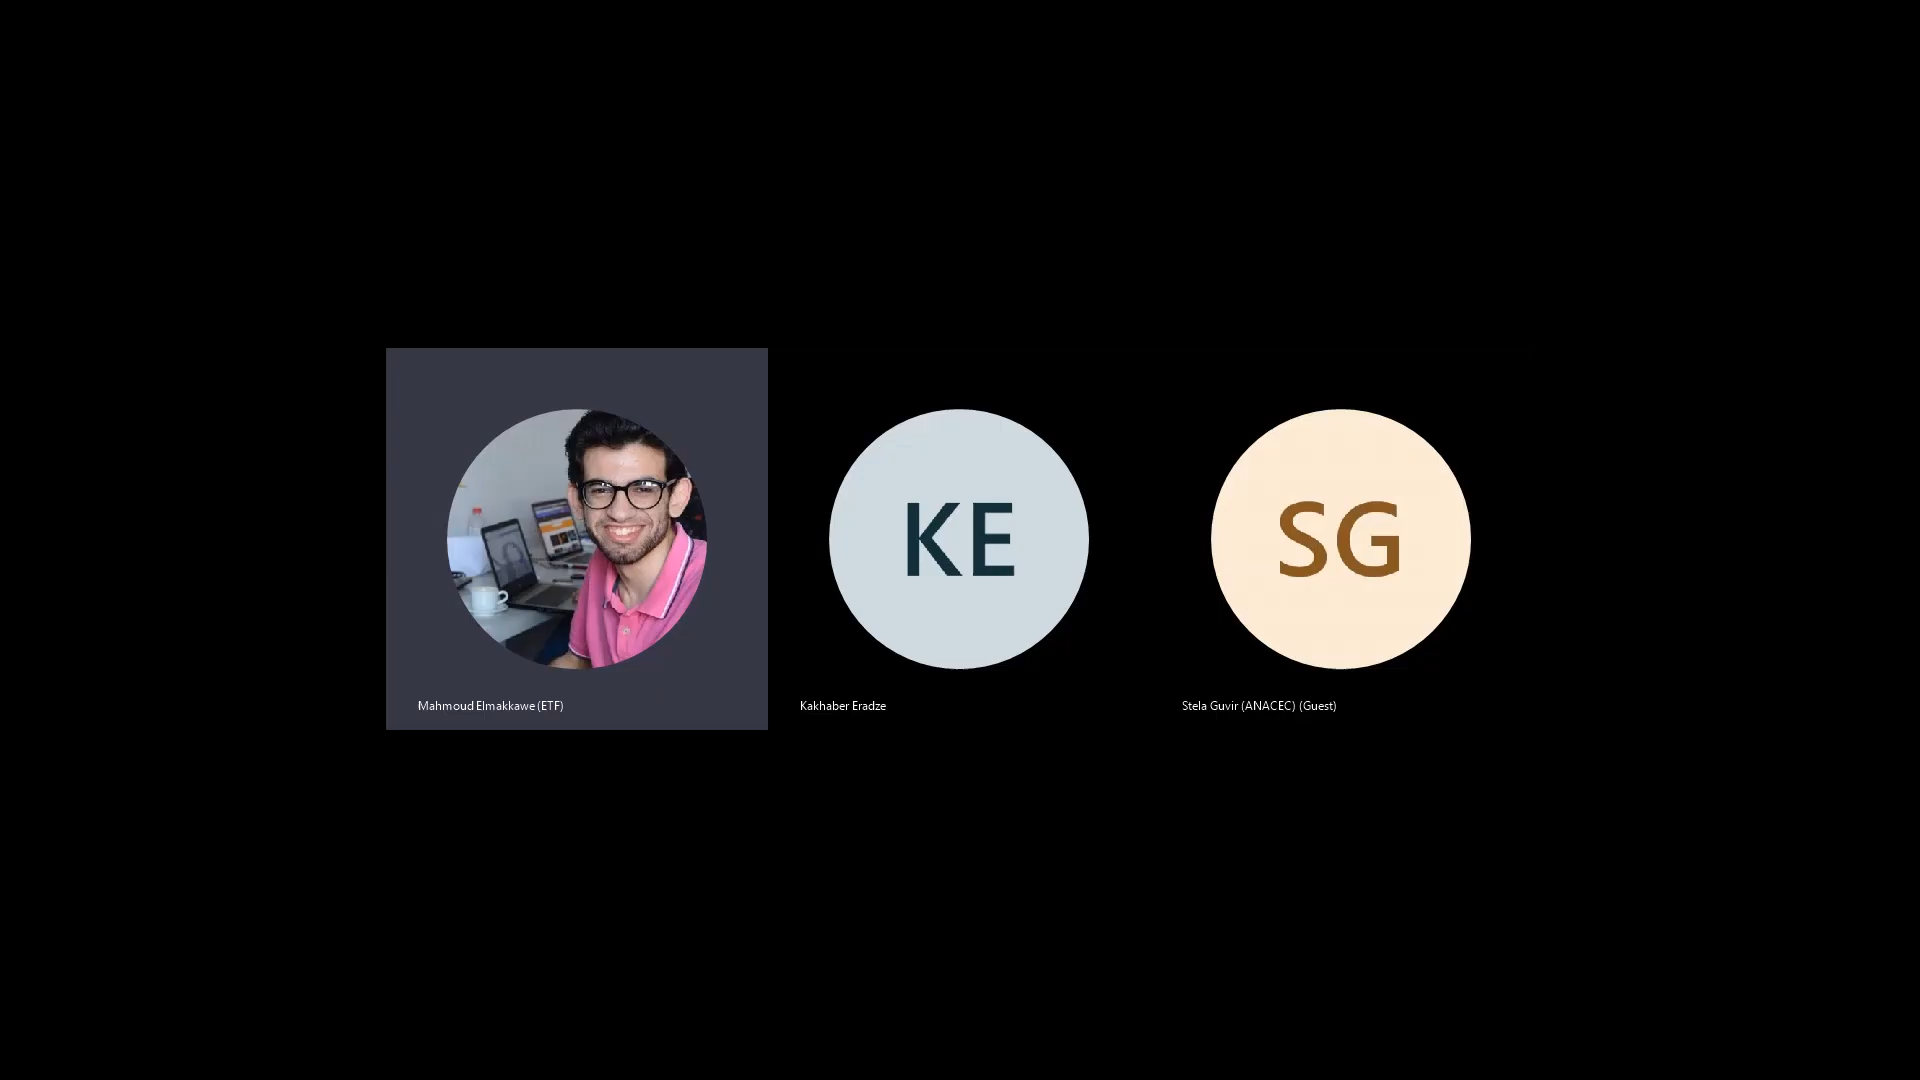 KE
SG
Mahmoud Elmakkawe (ETF)
Kakhaber Eradze
Stela Guvir (ANACEC) (Guest)